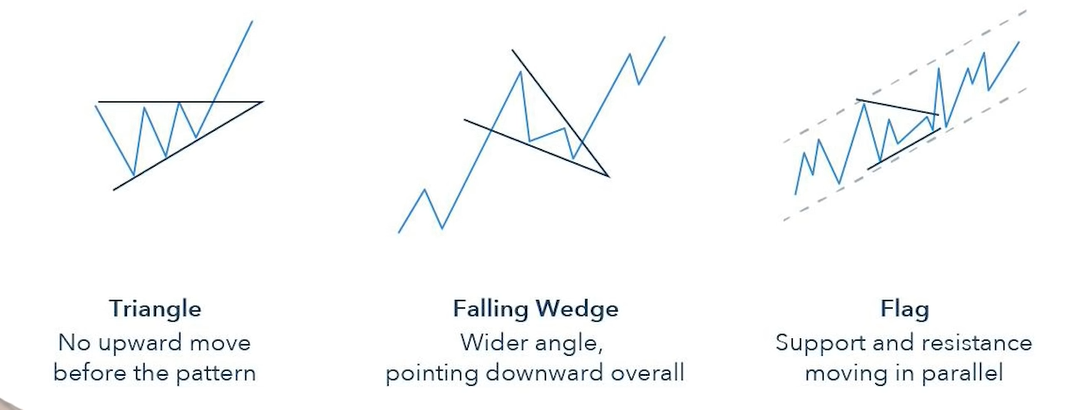 Triangle
No upward move
before the pattern
Falling Wedge
Wider angle,
pointing downward overall
Flag
Support and resistance
moving in parallel